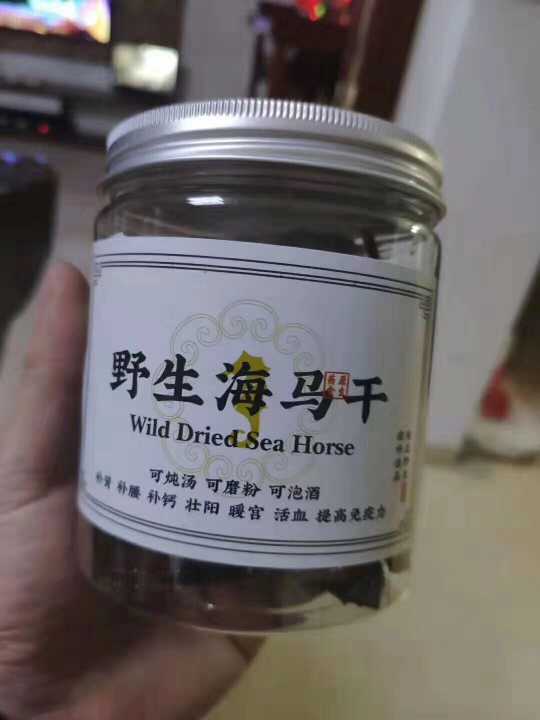 野生海马干
Wild Dried Sea Horse
可炖汤 可磨粉 可泡酒
补肾 补腰 补钙 壮阳 暖宫 活血 提高免疫力